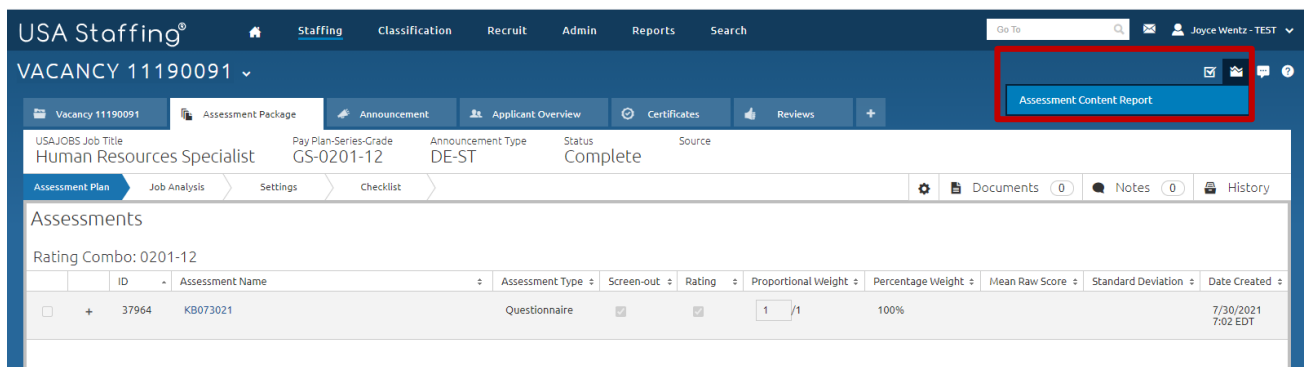 USA Staffing®
Staffing Classification Recruit Admin Reports Search
Go To
Joyce Wentz - TEST
VACANCY 11190091
Assessment Content Report
Vacancy 11190091 Assessment Package Announcement Applicant Overview Certificates Reviews +
USAJOBS Job Title Pay Plan-Series-Grade Announcement Type Status Source
Human Resources Specialist GS-0201-12 DE-ST Complete
Assessment Plan Job Analysis Settings Checklist Documents 0 Notes 0 History
Assessments
Rating Combo: 0201-12
ID Assessment Name Assessment Type Screen-out Rating Proportional Weight Percentage Weight Mean Raw Score Standard Deviation Date Created
+ 37964 KB073021 Questionnaire 1 /1 100% 7/30/2021
7:02 EDT